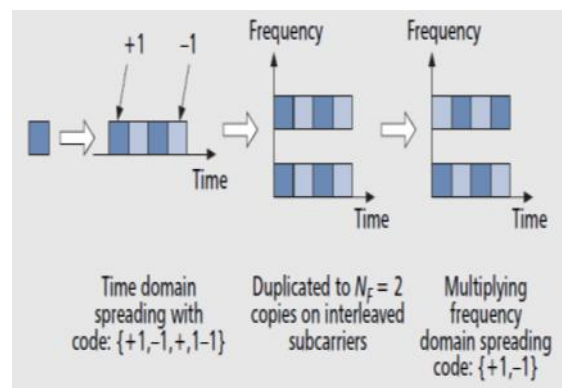 +1 –1
Frequency
Frequency
Time
Time
Time
Time domain
spreading with
code: {+1,–1,+,1–1}
Duplicated to N_F = 2
copies on interleaved
subcarriers
Multiplying
frequency
domain spreading
code: {+1,–1}